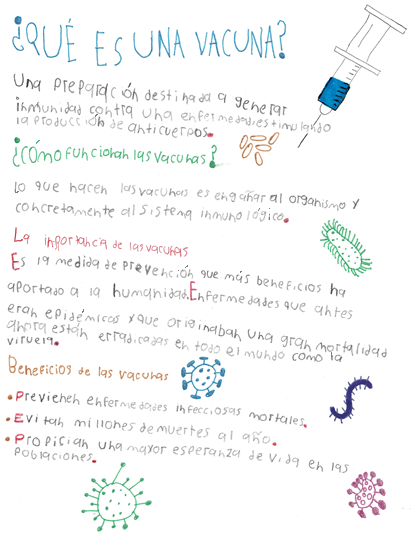 ¿QUÉ ES UNA VACUNA?
Una preparación destinada a generar
inmunidad contra una enfermedad estimulando
la producción de anticuerpos.
¿Cómo funcionan las vacunas?
Lo que hacen las vacunas es engañar al organismo y
concretamente al sistema inmunológico.
La importancia de las vacunas
Es la medida de prevención que más beneficios ha
aportado a la humanidad. Enfermedades que antes
eran epidémicas y que originaban una gran mortalidad
ahora están erradicadas en todo el mundo como la
viruela.
Beneficios de las vacunas
• Previenen enfermedades infecciosas mortales.
• Evitan millones de muertes al año.
• Propician una mayor esperanza de vida en las
poblaciones.